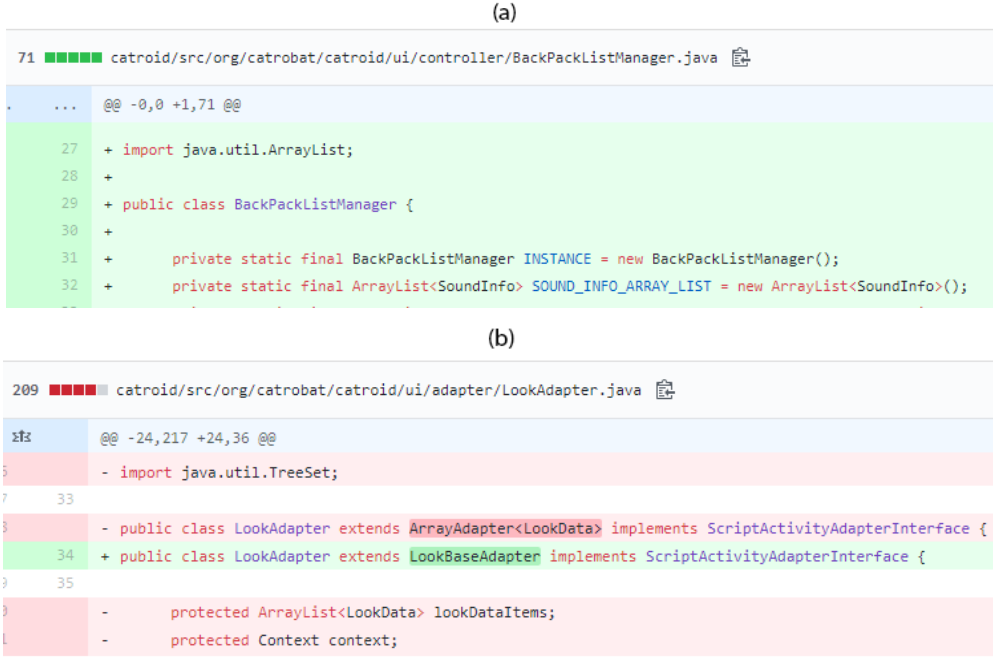 (a)
71 catroid/src/org/catrobat/catroid/ui/controller/BackPackListManager.java
... @@ -0,0 +1,71 @@
27 + import java.util.ArrayList;
28 +
29 + public class BackPackListManager {
30 +
31 + private static final BackPackListManager INSTANCE = new BackPackListManager();
32 + private static final ArrayList<SoundInfo> SOUND_INFO_ARRAY_LIST = new ArrayList<SoundInfo>();
(b)
209 catroid/src/org/catrobat/catroid/ui/adapter/LookAdapter.java
@@ -24,217 +24,36 @@
- import java.util.TreeSet;
33
- public class LookAdapter extends ArrayAdapter<LookData> implements ScriptActivityAdapterInterface {
34 + public class LookAdapter extends LookBaseAdapter implements ScriptActivityAdapterInterface {
35
- protected ArrayList<LookData> lookDataItems;
- protected Context context;